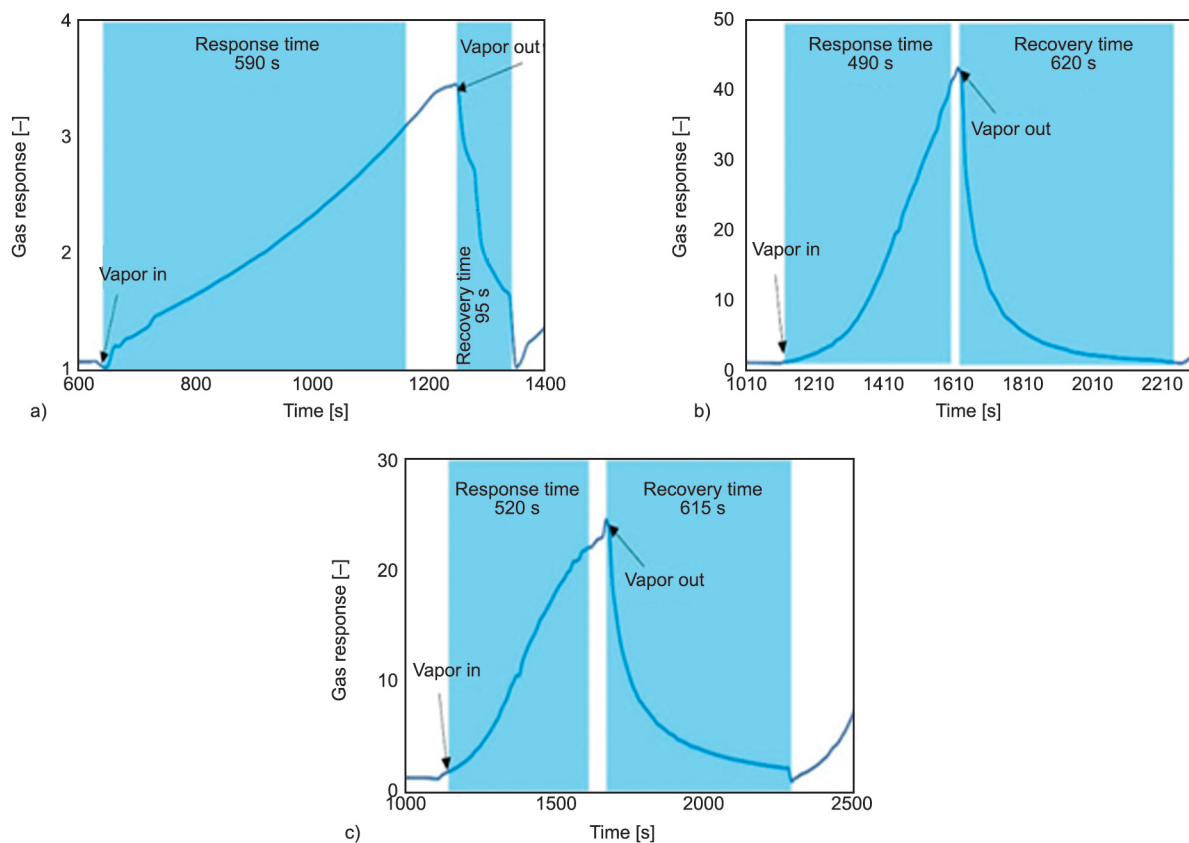 4
3
2
1
Gas response [–]
Response time
590 s
Vapor out
Vapor in
Recovery time
95 s
600
800
1000
1200
1400
Time [s]
a)
50
40
30
20
10
0
Gas response [–]
Response time
490 s
Recovery time
620 s
Vapor out
Vapor in
1010
1210
1410
1610
1810
2010
2210
Time [s]
b)
30
20
10
0
Gas response [–]
Response time
520 s
Recovery time
615 s
Vapor out
Vapor in
1000
1500
2000
2500
Time [s]
c)